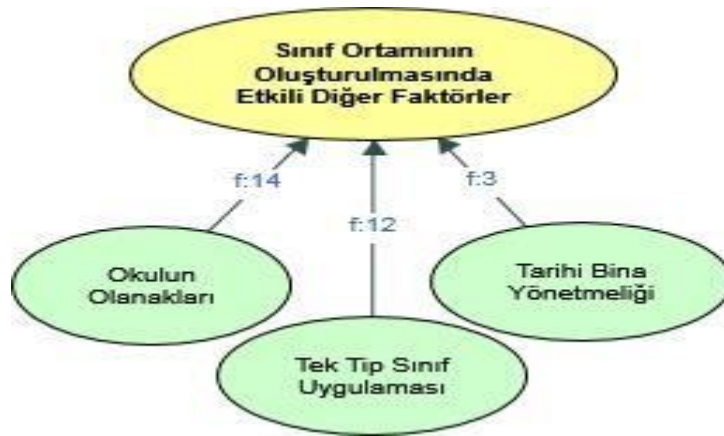 Sınıf Ortamının
Oluşturulmasında
Etkili Diğer Faktörler
f:14
f:12
f:3
Okulun
Olanakları
Tek Tip Sınıf
Uygulaması
Tarihi Bina
Yönetmeliği